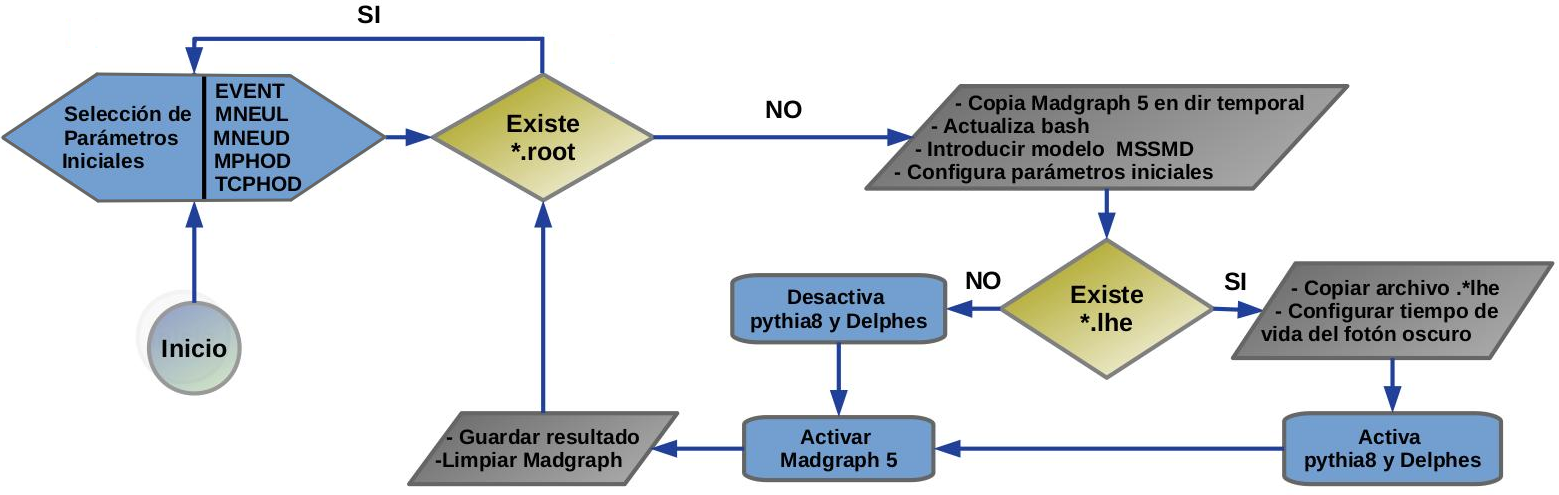 SI
Selección de
Parámetros
Iniciales
EVENT
MNEUL
MNEUD
MPHOD
TCPHOD
Existe
*.root
NO
- Copia Madgraph 5 en dir temporal
- Actualiza bash
- Introducir modelo MSSMD
- Configura parámetros iniciales
Inicio
Desactiva
pythia8 y Delphes
NO
Existe
*.lhe
SI
- Copiar archivo .*lhe
- Configurar tiempo de
vida del fotón oscuro
- Guardar resultado
-Limpiar Madgraph
Activar
Madgraph 5
Activa
pythia8 y Delphes